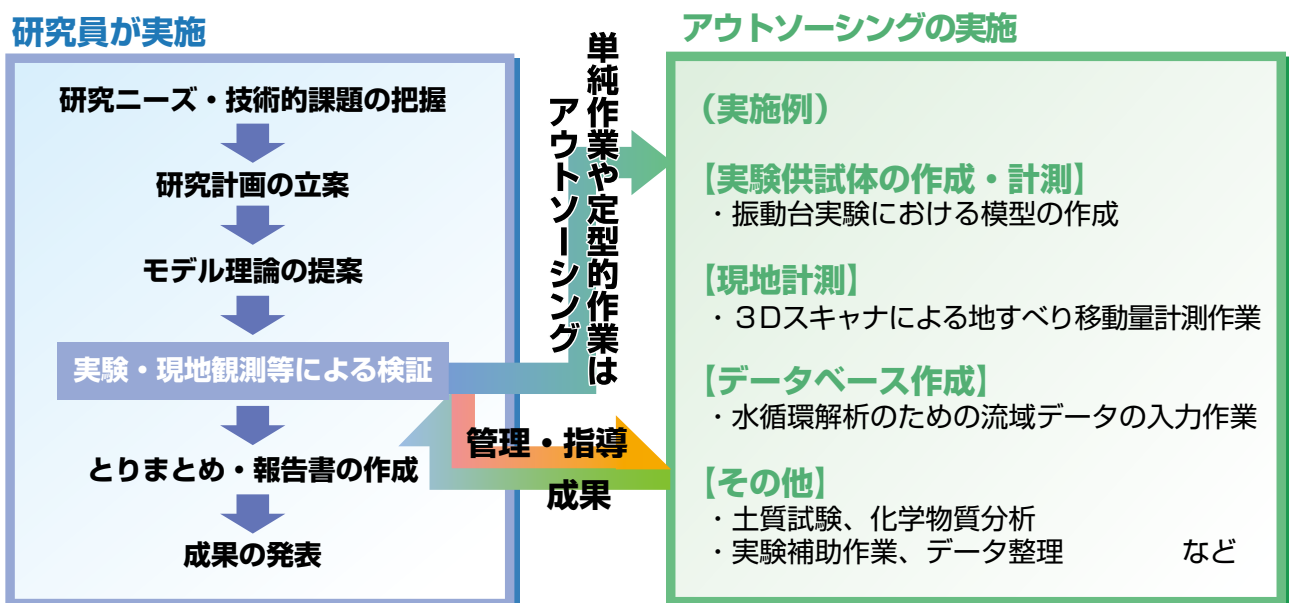 研究員が実施
研究ニーズ・技術的課題の把握
研究計画の立案
モデル理論の提案
実験・現地観測等による検証
とりまとめ・報告書の作成
成果の発表
単純作業や定型的作業は
アウトソーシング
管理・指導
成果
アウトソーシングの実施
（実施例）
【実験供試体の作成・計測】
・振動台実験における模型の作成
【現地計測】
・３Dスキャナによる地すべり移動量計測作業
【データベース作成】
・水循環解析のための流域データの入力作業
【その他】
・土質試験、化学物質分析
・実験補助作業、データ整理　　　　など